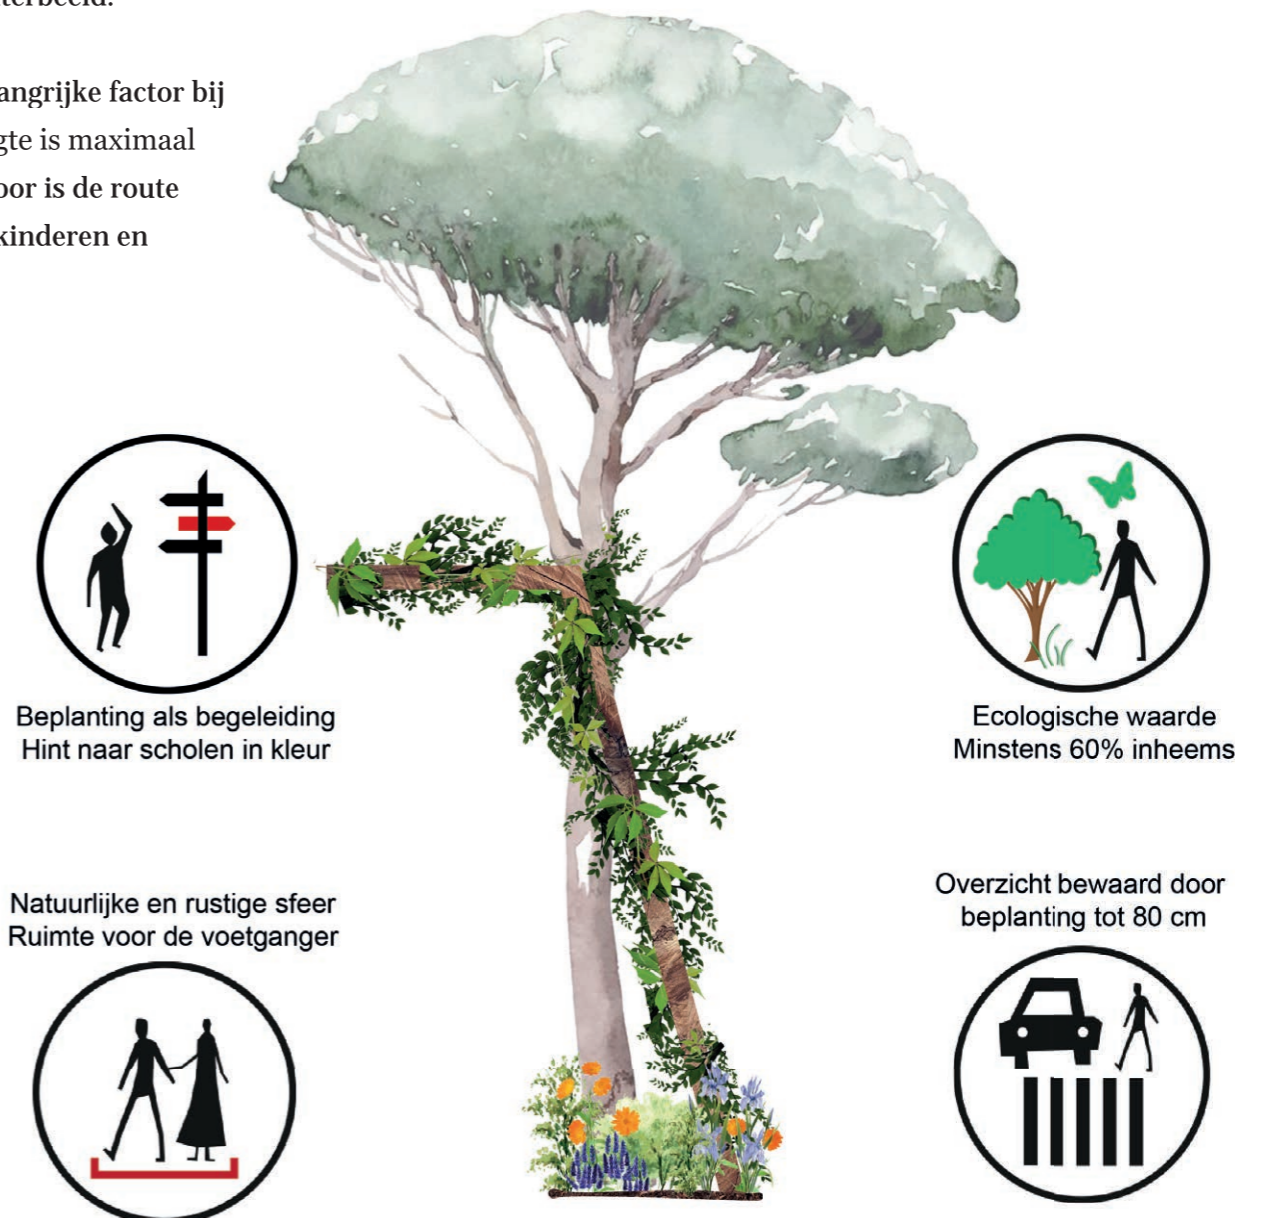 angrijke factor bij
gte is maximaal
oor is de route
kinderen en
Beplanting als begeleiding
Hint naar scholen in kleur
Ecologische waarde
Minstens 60% inheems
Natuurlijke en rustige sfeer
Ruimte voor de voetganger
Overzicht bewaard door
beplanting tot 80 cm